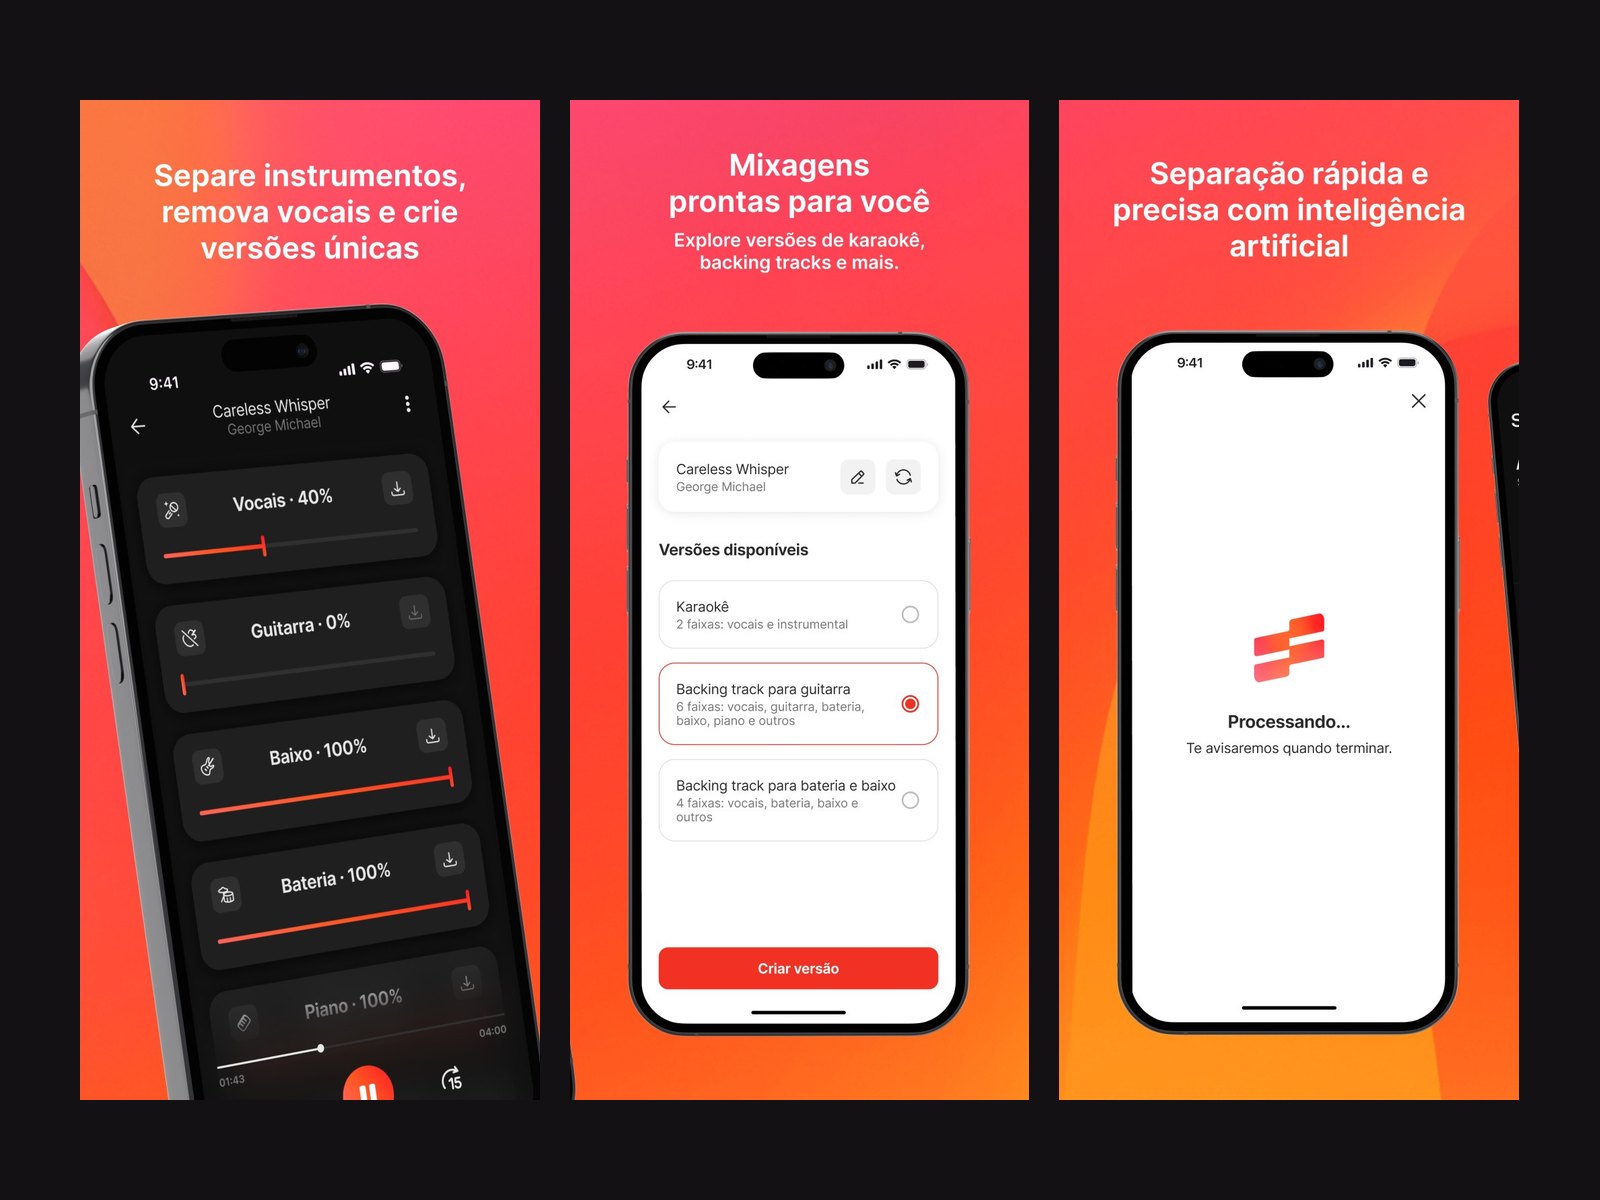 Separe instrumentos,
remova vocais e crie
versões únicas
9:41
Careless Whisper
George Michael
Vocais · 40%
Guitarra · 0%
Baixo · 100%
Bateria · 100%
Piano · 100%
04:00
01:43
15
Mixagens
prontas para você
Explore versões de karaokê,
backing tracks e mais.
9:41
Careless Whisper
George Michael
Versões disponíveis
Karaokê
2 faixas: vocais e instrumental
Backing track para guitarra
6 faixas: vocais, guitarra, bateria,
baixo, piano e outros
Backing track para bateria e baixo
4 faixas: vocais, bateria, baixo e
outros
Criar versão
Separação rápida e
precisa com inteligência
artificial
9:41
Processando...
Te avisaremos quando terminar.